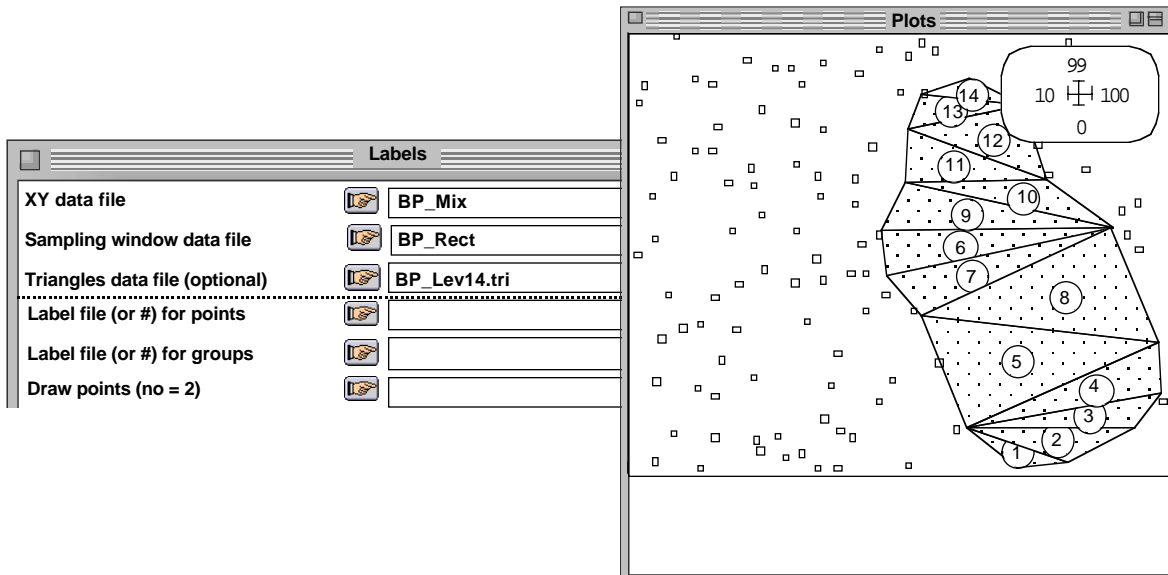 Labels
XY data file BP_Mix
Sampling window data file BP_Rect
Triangles data file (optional) BP_Lev14.tri
Label file (or #) for points
Label file (or #) for groups
Draw points (no = 2)
Plots
99
10 100
0
14
13
12
11
10
9
6
7
8
5
4
3
2
1